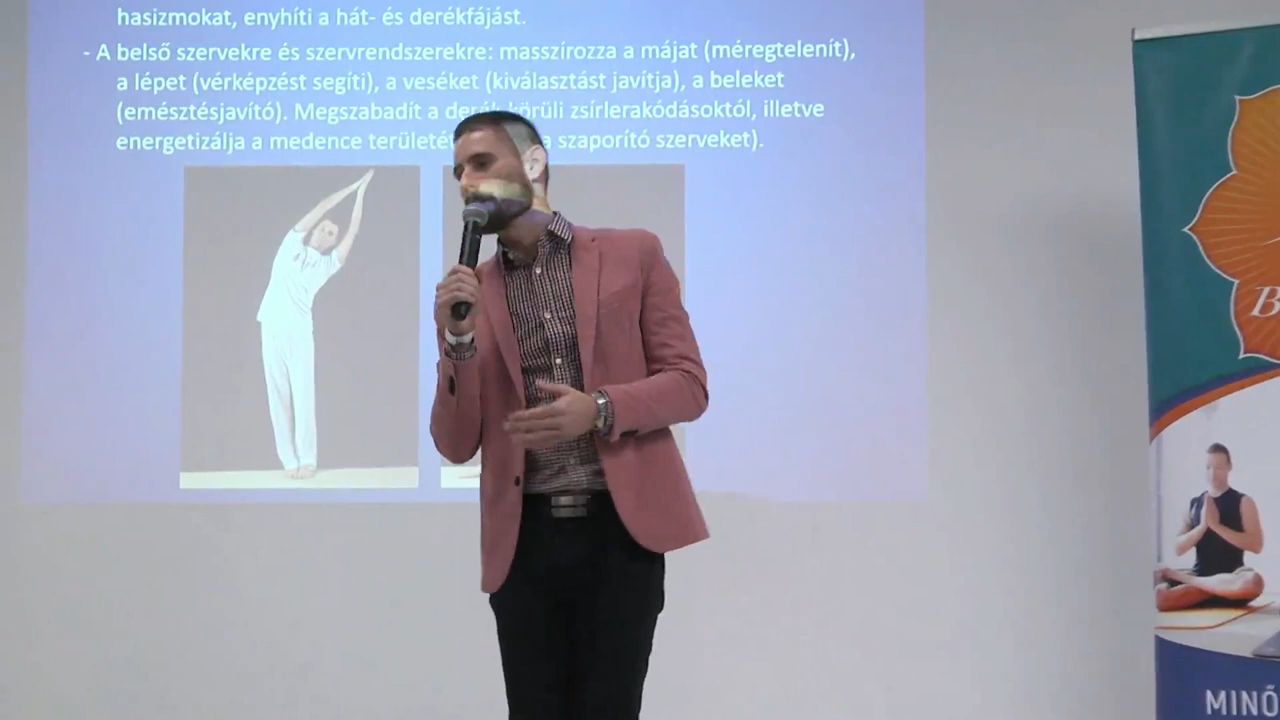 hasizmokat, enyhíti a hát- és derékfájást.
- A belső szervekre és szervrendszerekre: masszírozza a májat (méregtelenít),
a lépet (vérképzést segíti), a veséket (kiválasztást javítja), a beleket
(emésztésjavító). Megszabadít a derék körüli zsírlerakódásoktól, illetve
energetizálja a medence területét a szaporító szerveket).
B
MINŐ